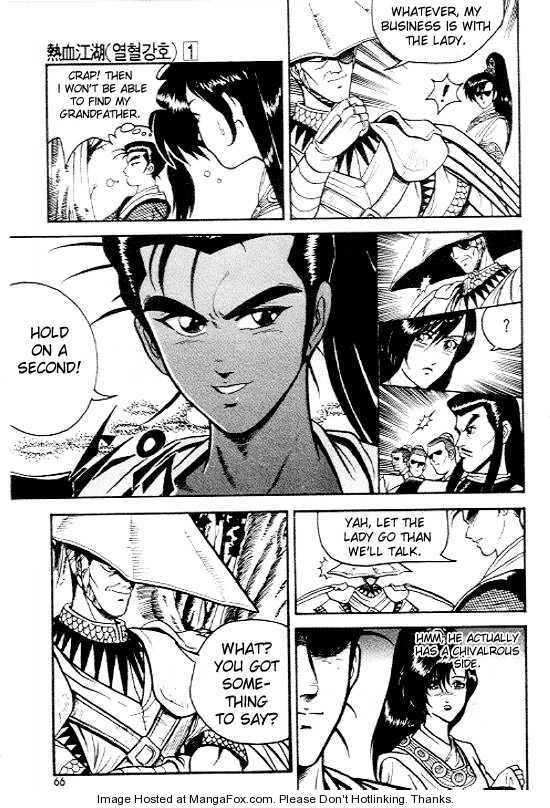 熱血江湖(열혈강호) 1
WHATEVER, MY
BUSINESS IS WITH
THE LADY.
!
CRAP! THEN
I WON'T BE ABLE
TO FIND MY
GRANDFATHER.
HOLD
ON A
SECOND!
?
!
YAH, LET THE
LADY GO THAN
WE'LL TALK.
WHAT?
YOU GOT
SOME-
THING
TO SAY?
HMM, HE ACTUALLY
HAS A CHIVALROUS
SIDE.
66
Image Hosted at MangaFox.com. Please Don't Hotlinking. Thanks.